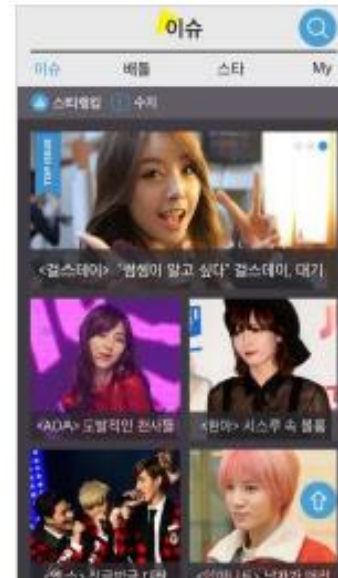 이슈
이슈 배틀 스타 My
스타랭킹 수지
TOP ISSUE
<걸스데이> "썸씽이 알고 싶다" 걸스데이, 대기
<AOA> 도발적인 천사들
<현아> 시스루 속 볼륨